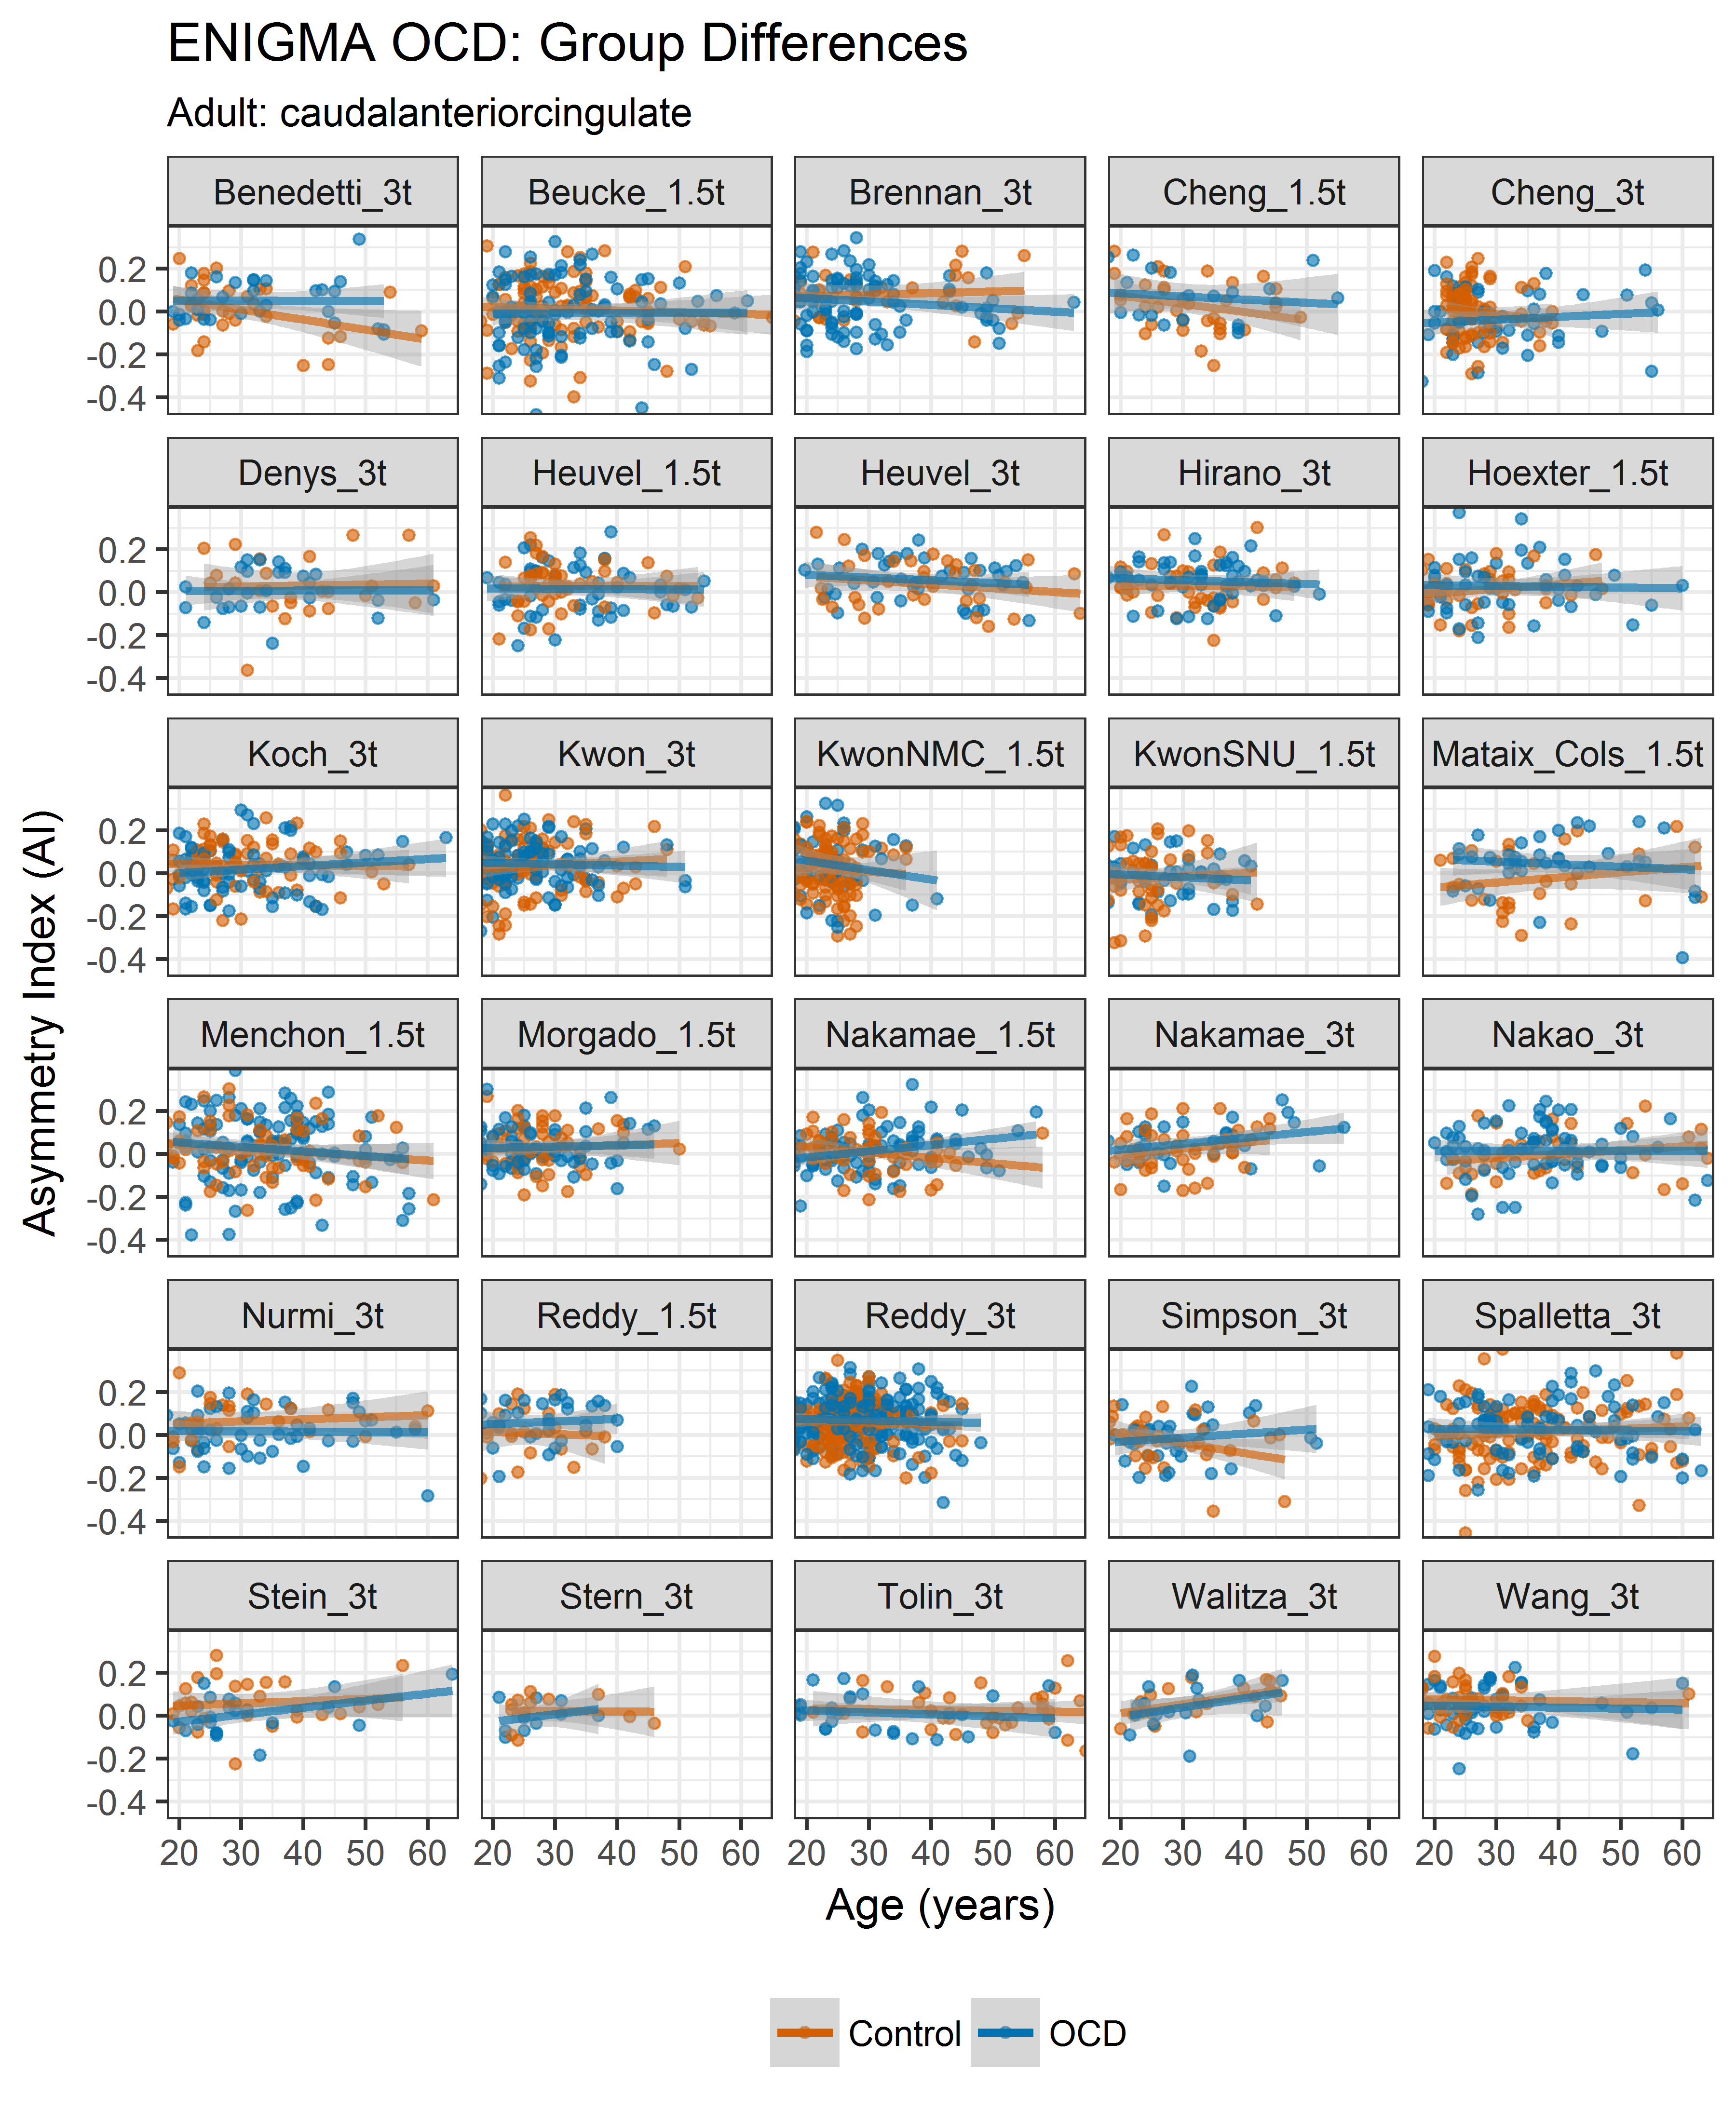 ENIGMA OCD: Group Differences
Adult: caudalanteriorcingulate
Benedetti_3t Beucke_1.5t Brennan_3t Cheng_1.5t Cheng_3t
0.2
0.0
-0.2
-0.4
Denys_3t Heuvel_1.5t Heuvel_3t Hirano_3t Hoexter_1.5t
0.2
0.0
-0.2
-0.4
Koch_3t Kwon_3t KwonNMC_1.5t KwonSNU_1.5t Mataix_Cols_1.5t
0.2
0.0
-0.2
-0.4
Asymmetry Index (AI)
Menchon_1.5t Morgado_1.5t Nakamae_1.5t Nakamae_3t Nakao_3t
0.2
0.0
-0.2
-0.4
Nurmi_3t Reddy_1.5t Reddy_3t Simpson_3t Spalletta_3t
0.2
0.0
-0.2
-0.4
Stein_3t Stern_3t Tolin_3t Walitza_3t Wang_3t
0.2
0.0
-0.2
-0.4
20 30 40 50 60 20 30 40 50 60 20 30 40 50 60 20 30 40 50 60 20 30 40 50 60
Age (years)
Control OCD